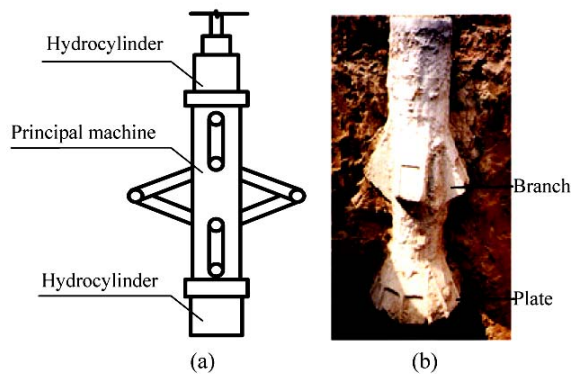 Hydrocylinder
Principal machine
Hydrocylinder
(a)
Branch
Plate
(b)